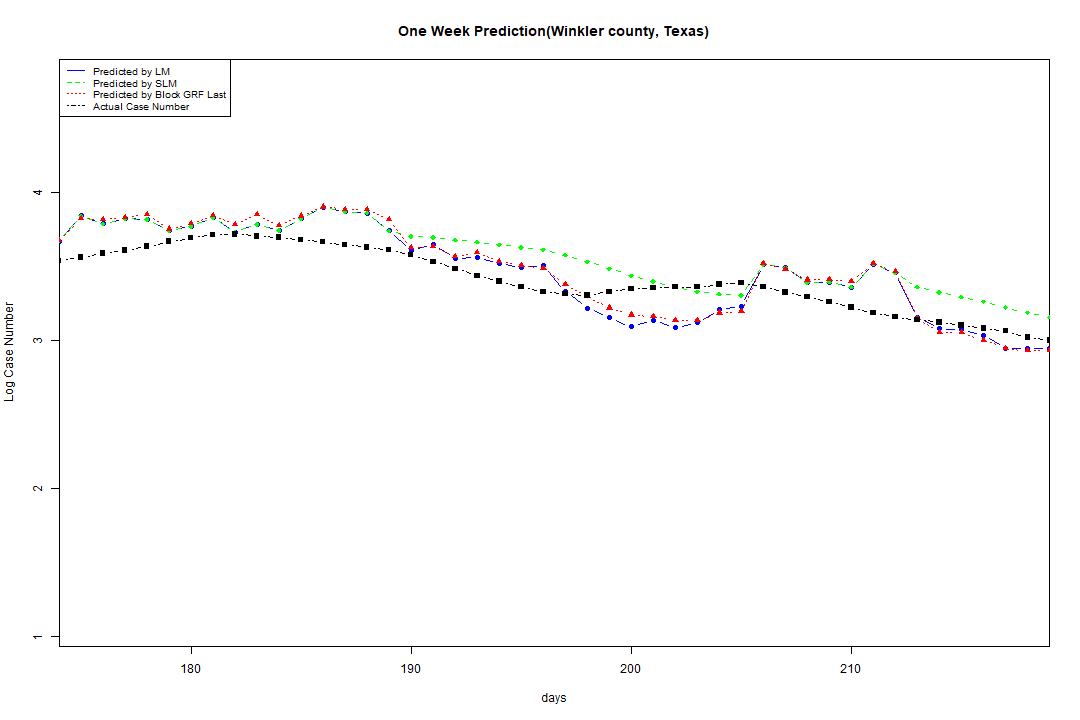 One Week Prediction(Winkler county, Texas)
Predicted by LM
Predicted by SLM
Predicted by Block GRF Last
Actual Case Number
4
3
2
1
Log Case Number
180 190 200 210
days